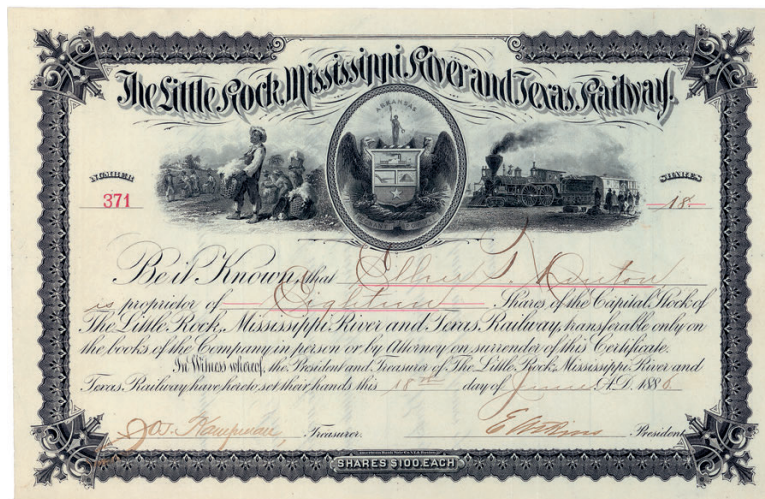 The Little Rock, Mississippi River and Texas Railway.
ARKANSAS
NUMBER
371
SHARES
18
Be it Known, that
is proprietor of Eighteen Shares of the Capital Stock of
The Little Rock, Mississippi River and Texas Railway, transferable only on
the books of the Company in person or by Attorney on surrender of this Certificate.
In Witness whereof, the President and Treasurer of The Little Rock, Mississippi River and
Texas Railway have hereto set their hands this 18th day of June A.D. 1886
Treasurer. President
SHARES $100. EACH